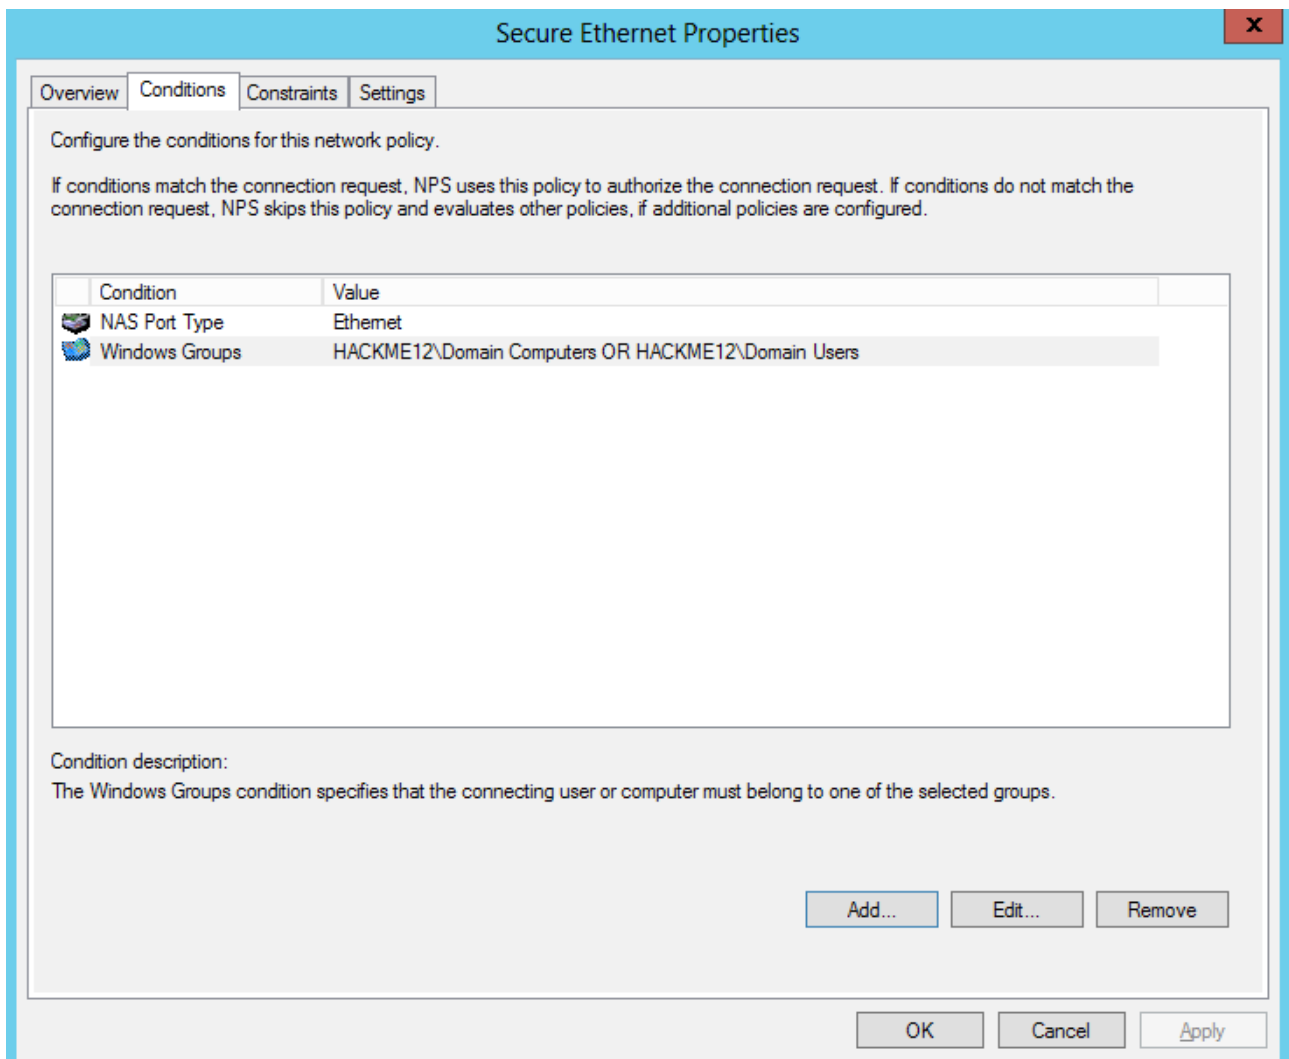 Secure Ethernet Properties
x
Overview Conditions Constraints Settings
Configure the conditions for this network policy.
If conditions match the connection request, NPS uses this policy to authorize the connection request. If conditions do not match the
connection request, NPS skips this policy and evaluates other policies, if additional policies are configured.
Condition Value
NAS Port Type Ethernet
Windows Groups HACKME12\Domain Computers OR HACKME12\Domain Users
Condition description:
The Windows Groups condition specifies that the connecting user or computer must belong to one of the selected groups.
Add... Edit... Remove
OK Cancel Apply